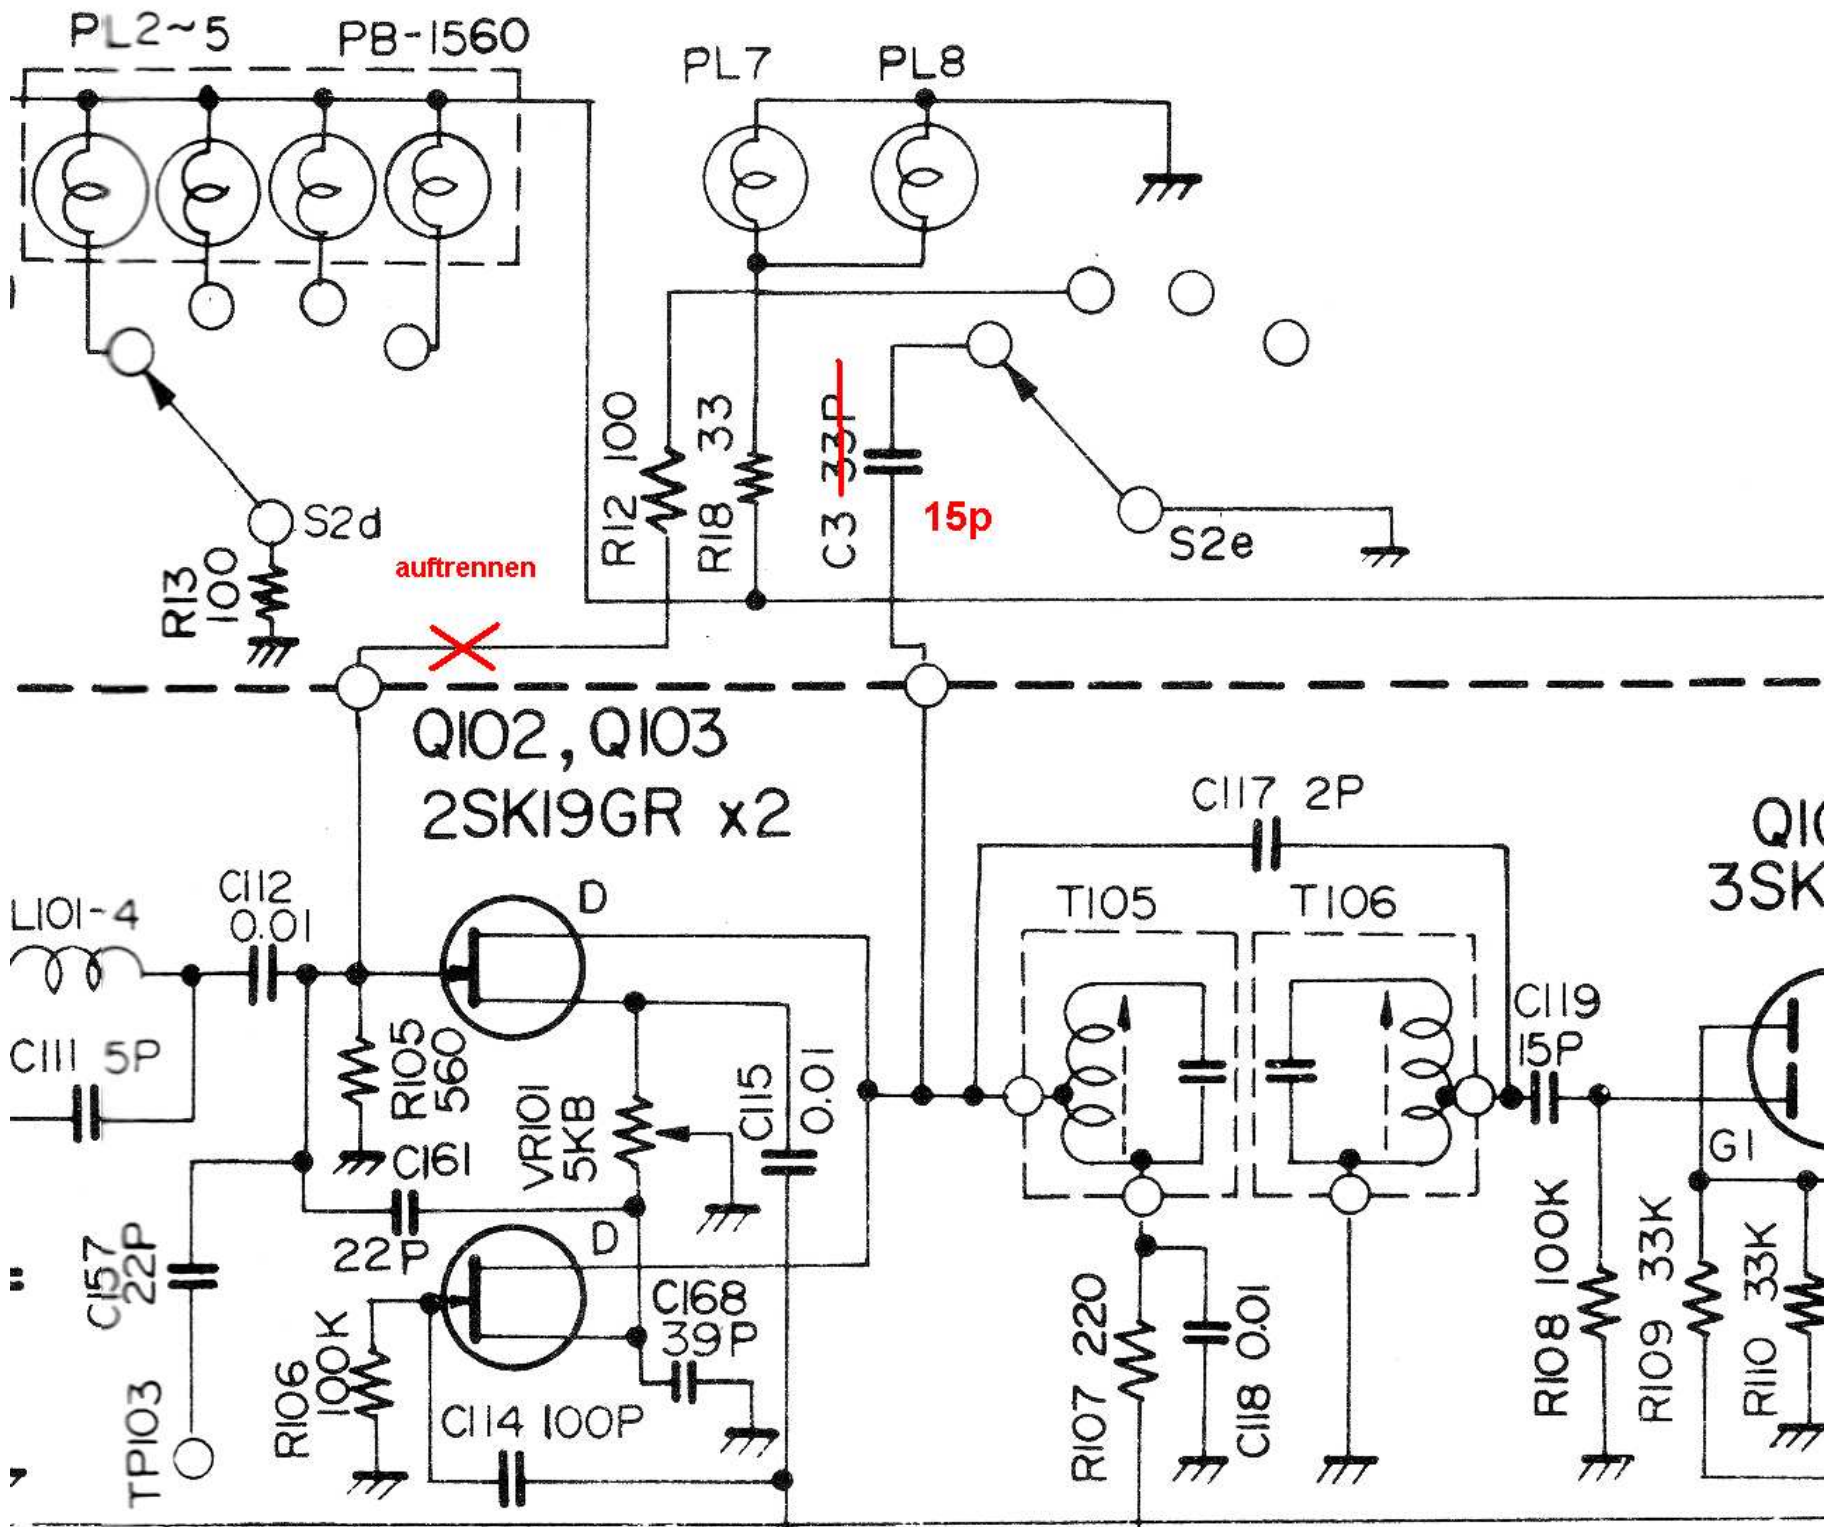 PL2~5
PB-1560
PL7
PL8
R12 100
R18 33
C3 33P
15p
S2d
S2e
R13
100
auftrennen
Q102, Q103
2SK19GR x2
C117 2P
C112
0.01
D
T105
T106
L101-4
C119
15P
C111 5P
R105
560
VR101
5KB
C115
0.01
C161
22P
G1
D
C157
22P
C168
39P
R106
100K
C114 100P
R107 220
C118 0.01
R108 100K
R109 33K
R110 33K
TP103